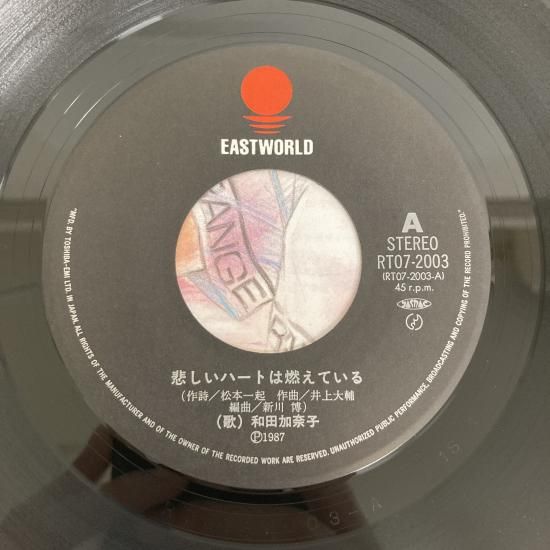 EASTWORLD
ANGE
A
STEREO
RT07-2003
(RT07-2003-A)
45 r.p.m.
悲しいハートは燃えている
(作詩/松本一起 作曲/井上大輔
編曲/新川 博)
(歌) 和田加奈子
Ⓟ1987
"MFD. BY TOSHIBA-EMI LTD. IN JAPAN ALL RIGHTS OF THE MANUFACTURER AND OF THE OWNER OF THE RECORDED WORK ARE RESERVED. UNAUTHORIZED PUBLIC PERFORMANCE, BROADCASTING AND COPYING OF THE RECORD PROHIBITED."